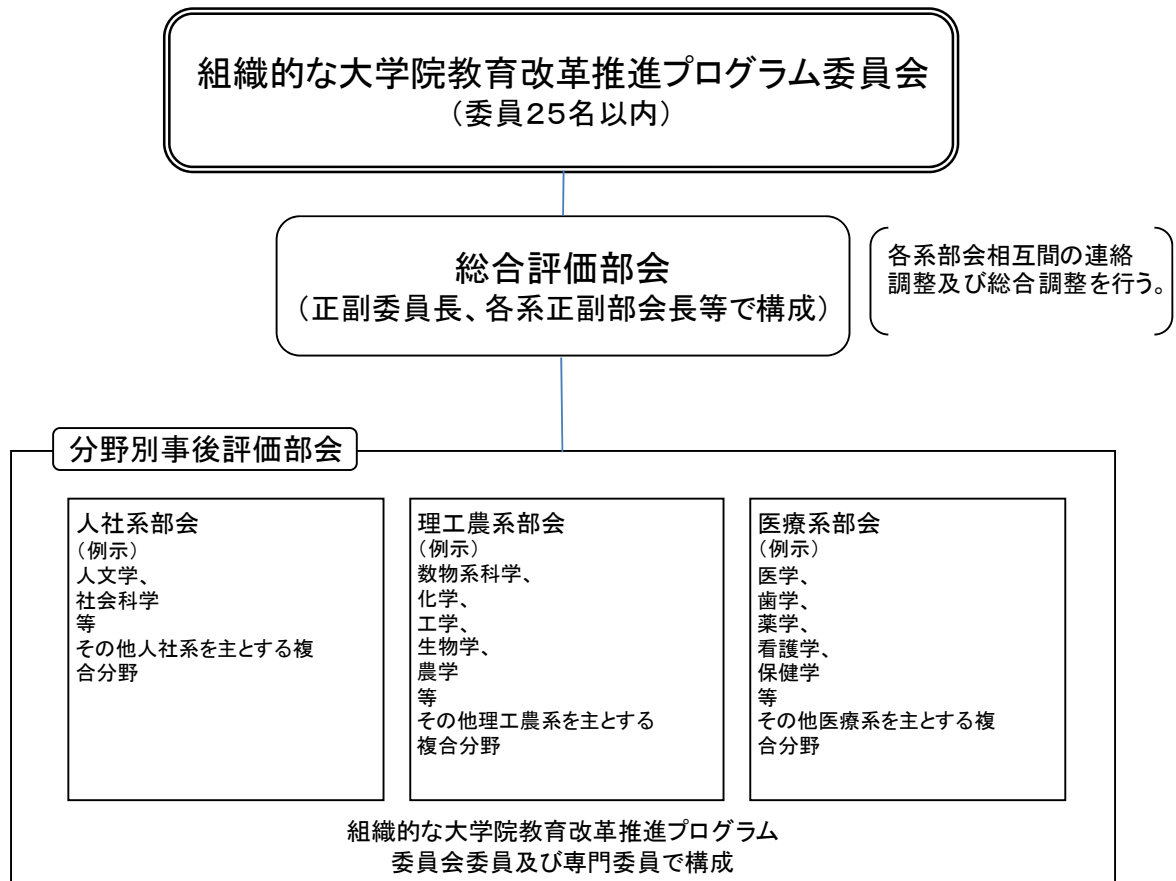 組織的な大学院教育改革推進プログラム委員会
（委員２５名以内）
総合評価部会
（正副委員長、各系正副部会長等で構成）
各系部会相互間の連絡
調整及び総合調整を行う。
分野別事後評価部会
人社系部会
（例示）
人文学、
社会科学
等
その他人社系を主とする複
合分野
理工農系部会
（例示）
数物系科学、
化学、
工学、
生物学、
農学
等
その他理工農系を主とする
複合分野
医療系部会
（例示）
医学、
歯学、
薬学、
看護学、
保健学
等
その他医療系を主とする複
合分野
組織的な大学院教育改革推進プログラム
委員会委員及び専門委員で構成